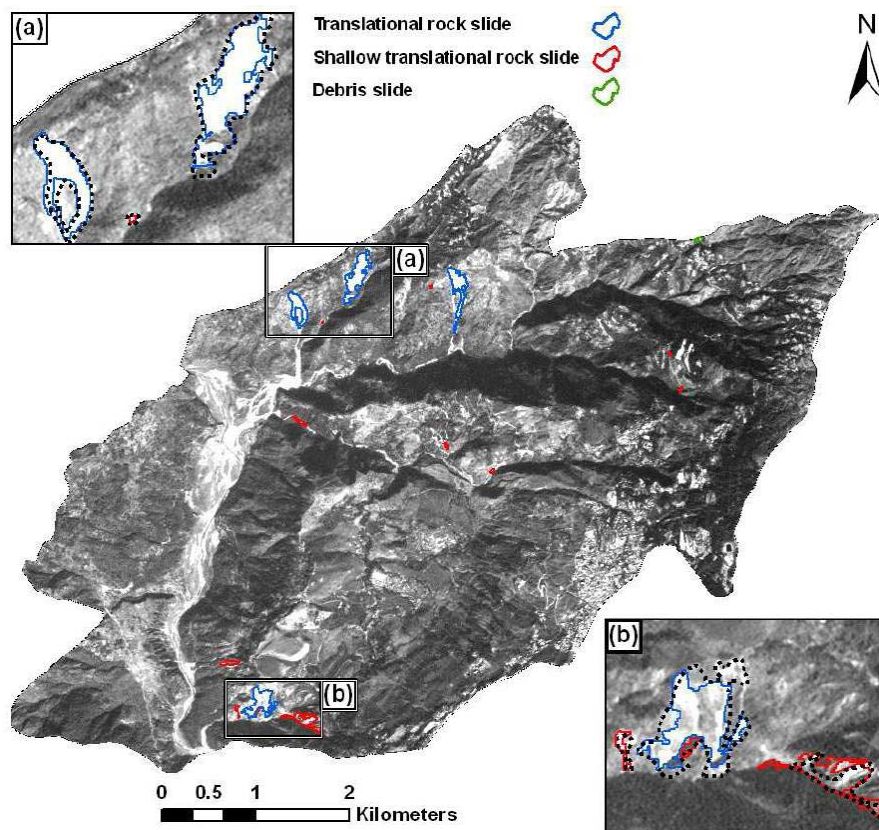 (a)
Translational rock slide
Shallow translational rock slide
Debris slide
N
(a)
(b)
(b)
0 0.5 1 2
Kilometers